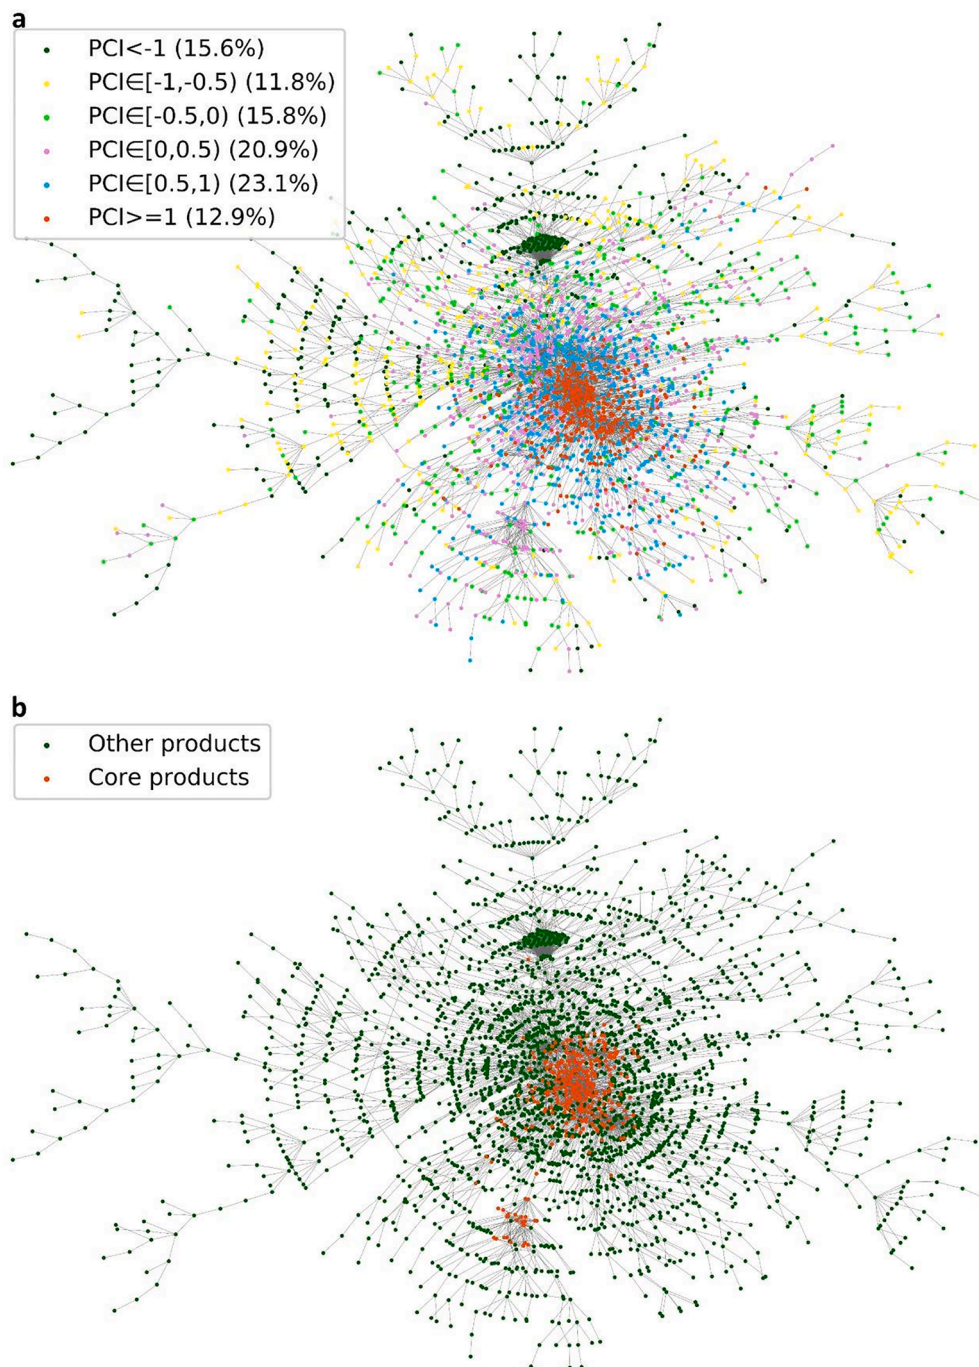 a
PCI<-1 (15.6%)
PCI∈[-1,-0.5) (11.8%)
PCI∈[-0.5,0) (15.8%)
PCI∈[0,0.5) (20.9%)
PCI∈[0.5,1) (23.1%)
PCI>=1 (12.9%)
b
Other products
Core products